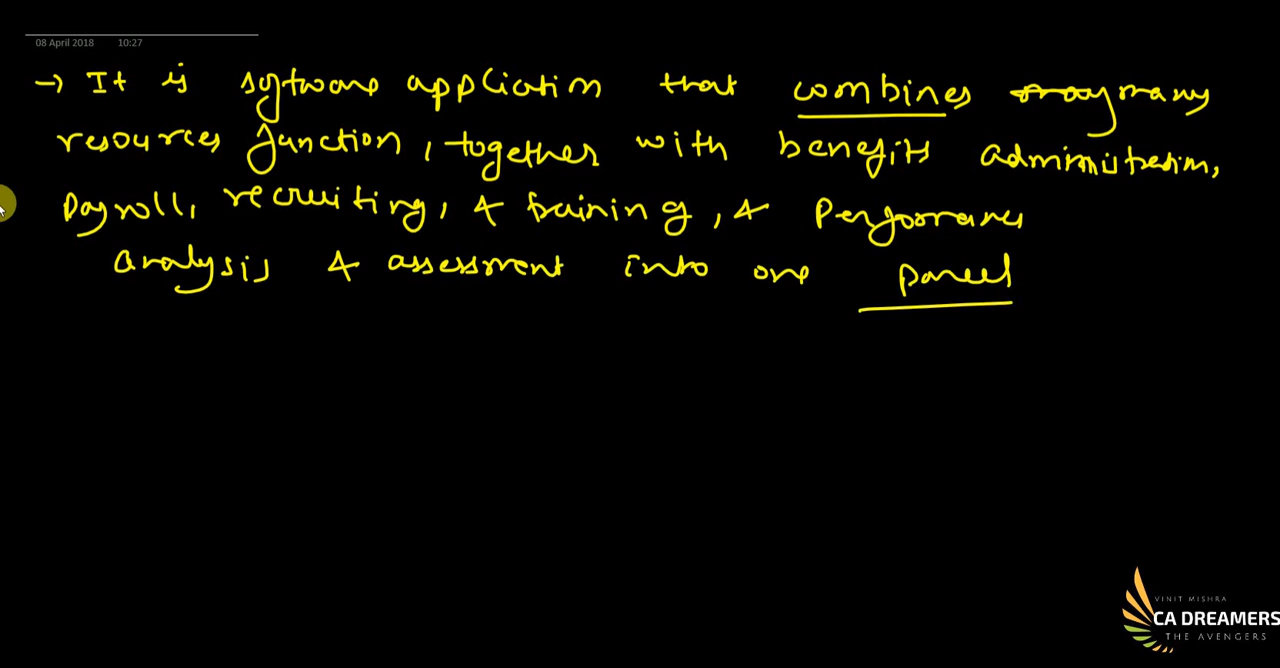 08 April 2018 10:27
→ It is software application that combines many
resources function, together with benefits administration,
Payroll, recruiting, & training, & Performance
analysis & assessment into one parcel
VINIT MISHRA
CA DREAMERS
THE AVENGERS